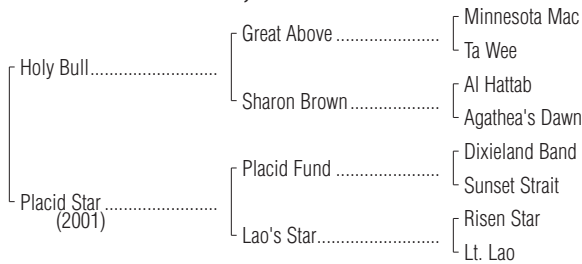 Minnesota Mac
Great Above ....................
Ta Wee
Holy Bull.........................
Al Hattab
Sharon Brown.................
Agathea's Dawn
Dixieland Band
Placid Fund ....................
Sunset Strait
Placid Star ......................
(2001)
Risen Star
Lao's Star........................
Lt. Lao